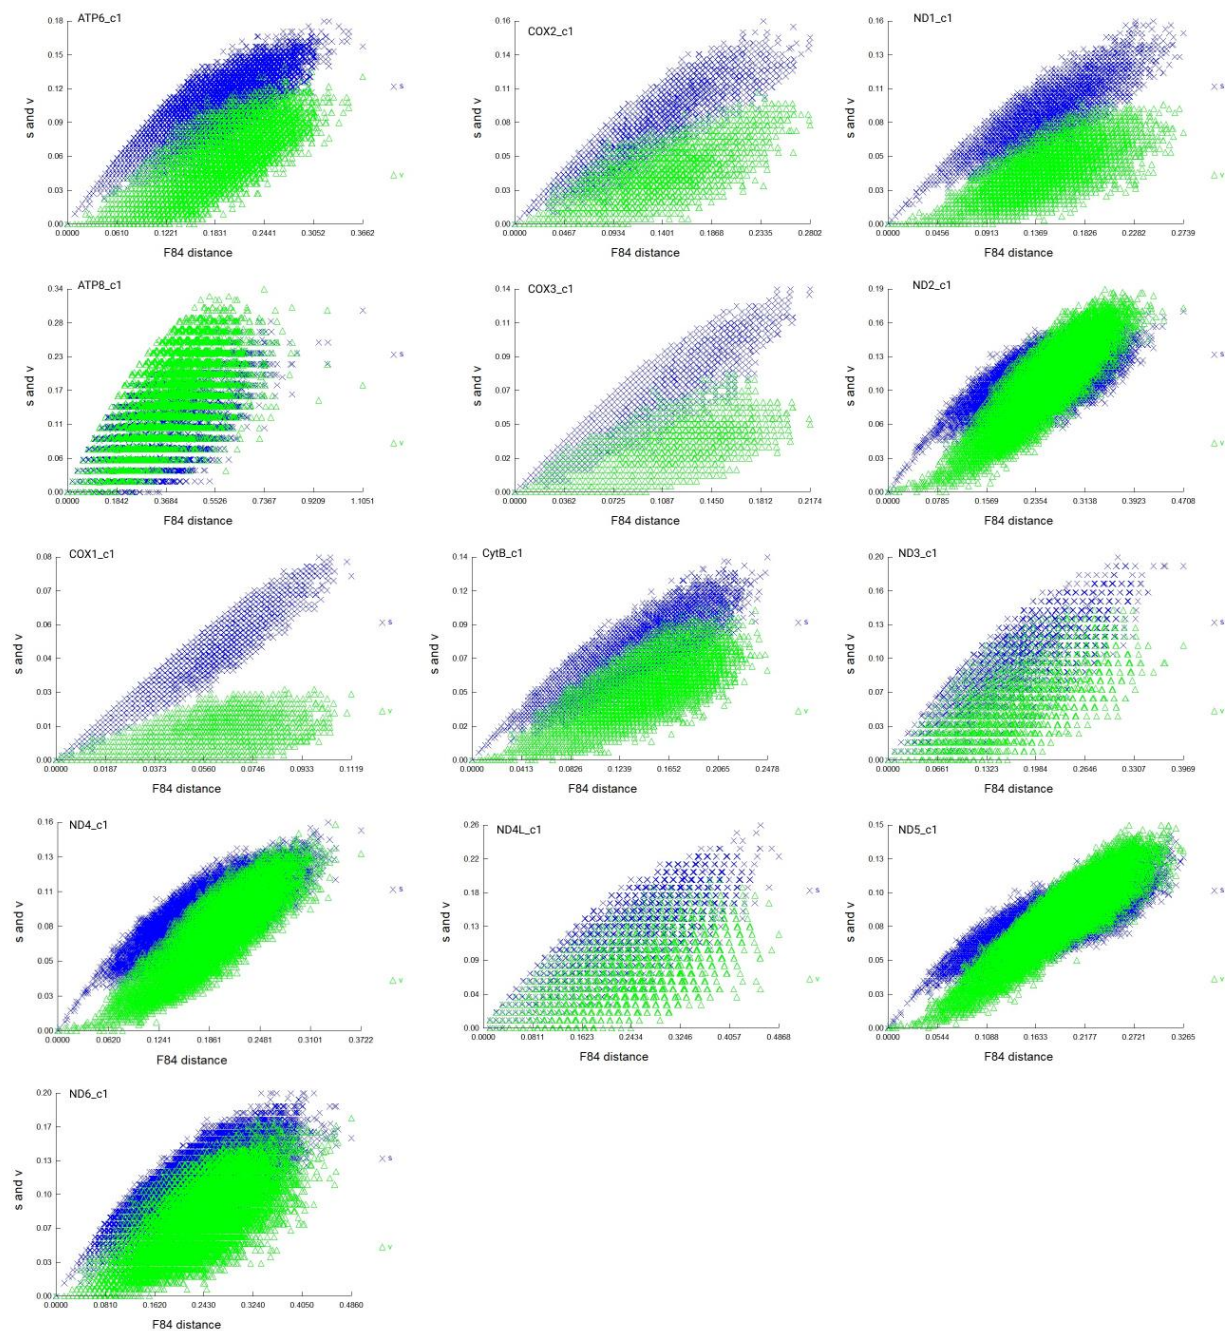 ATP6_c1
s and v
0.18
0.15
0.12
0.09
0.06
0.03
0.00
0.0000 0.0610 0.1221 0.1831 0.2441 0.3052 0.3662
F84 distance
s
v
COX2_c1
s and v
0.16
0.13
0.11
0.08
0.05
0.03
0.00
0.0000 0.0467 0.0934 0.1401 0.1868 0.2335 0.2802
F84 distance
s
v
ND1_c1
s and v
0.16
0.13
0.11
0.08
0.05
0.03
0.00
0.0000 0.0456 0.0913 0.1369 0.1826 0.2282 0.2739
F84 distance
s
v
ATP8_c1
s and v
0.34
0.28
0.23
0.17
0.11
0.06
0.00
0.0000 0.1842 0.3684 0.5526 0.7367 0.9209 1.1051
F84 distance
s
v
COX3_c1
s and v
0.14
0.11
0.09
0.07
0.05
0.02
0.00
0.0000 0.0362 0.0725 0.1087 0.1450 0.1812 0.2174
F84 distance
s
v
ND2_c1
s and v
0.19
0.16
0.13
0.10
0.06
0.03
0.00
0.0000 0.0785 0.1569 0.2354 0.3138 0.3923 0.4708
F84 distance
s
v
COX1_c1
s and v
0.08
0.07
0.06
0.04
0.03
0.01
0.00
0.0000 0.0187 0.0373 0.0560 0.0746 0.0933 0.1119
F84 distance
s
v
CytB_c1
s and v
0.14
0.12
0.09
0.07
0.05
0.02
0.00
0.0000 0.0413 0.0826 0.1239 0.1652 0.2065 0.2478
F84 distance
s
v
ND3_c1
s and v
0.20
0.16
0.13
0.10
0.07
0.03
0.00
0.0000 0.0661 0.1323 0.1984 0.2646 0.3307 0.3969
F84 distance
s
v
ND4_c1
s and v
0.16
0.13
0.11
0.08
0.05
0.03
0.00
0.0000 0.0620 0.1241 0.1861 0.2481 0.3101 0.3722
F84 distance
s
v
ND4L_c1
s and v
0.26
0.22
0.18
0.13
0.09
0.04
0.00
0.0000 0.0811 0.1623 0.2434 0.3246 0.4057 0.4868
F84 distance
s
v
ND5_c1
s and v
0.15
0.13
0.10
0.08
0.05
0.03
0.00
0.0000 0.0544 0.1088 0.1633 0.2177 0.2721 0.3265
F84 distance
s
v
ND6_c1
s and v
0.20
0.17
0.13
0.10
0.07
0.03
0.00
0.0000 0.0810 0.1620 0.2430 0.3240 0.4050 0.4860
F84 distance
s
v